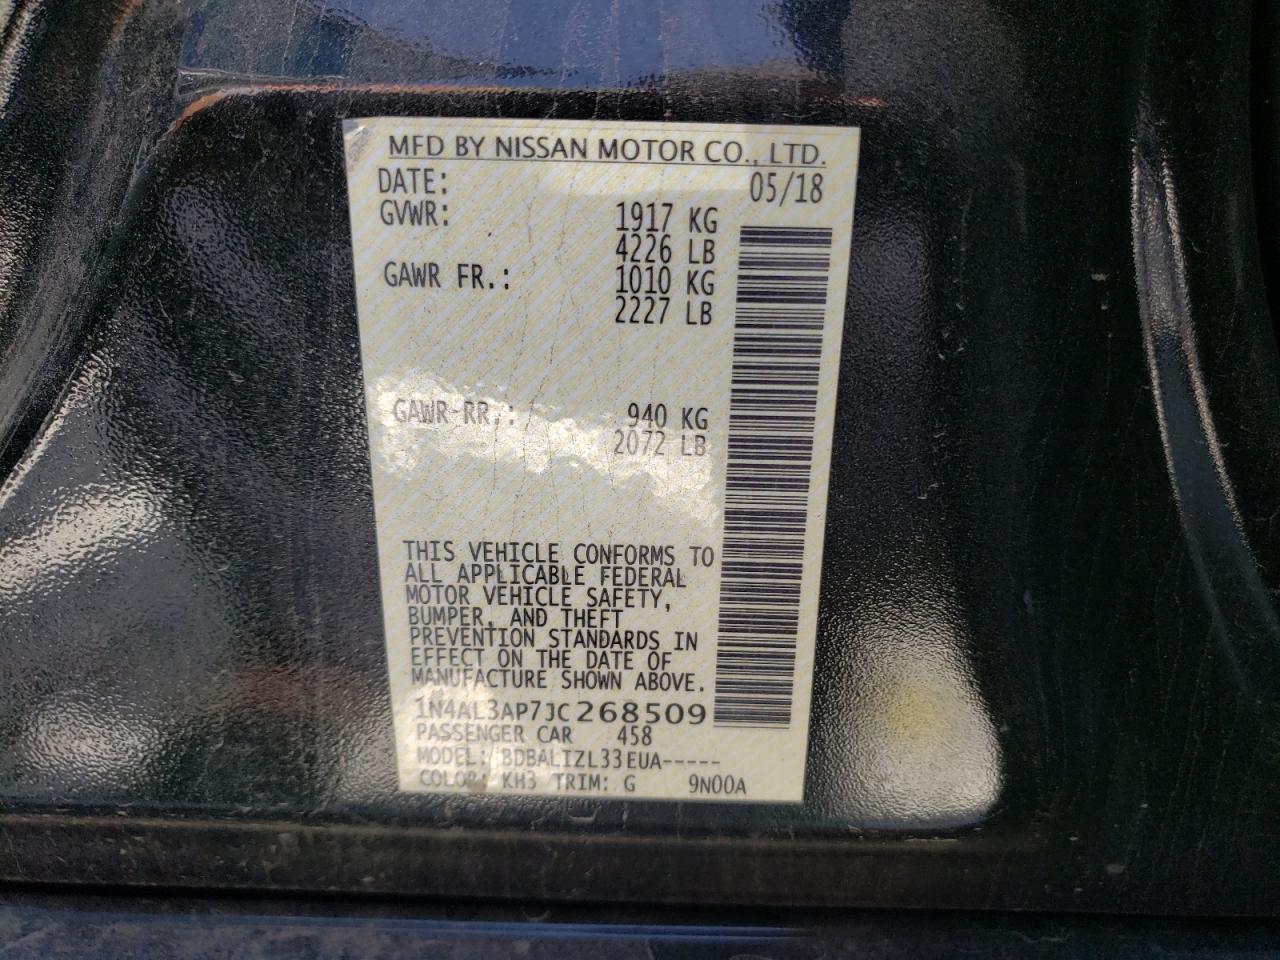 MFD BY NISSAN MOTOR CO., LTD.
DATE: 05/18
GVWR: 1917 KG
4226 LB
GAWR FR.: 1010 KG
2227 LB
GAWR RR.: 940 KG
2072 LB
THIS VEHICLE CONFORMS TO
ALL APPLICABLE FEDERAL
MOTOR VEHICLE SAFETY,
BUMPER, AND THEFT
PREVENTION STANDARDS IN
EFFECT ON THE DATE OF
MANUFACTURE SHOWN ABOVE.
1N4AL3AP7JC268509
PASSENGER CAR 458
MODEL: BDBALIZL33EUA-----
COLOR: KH3 TRIM: G 9N00A